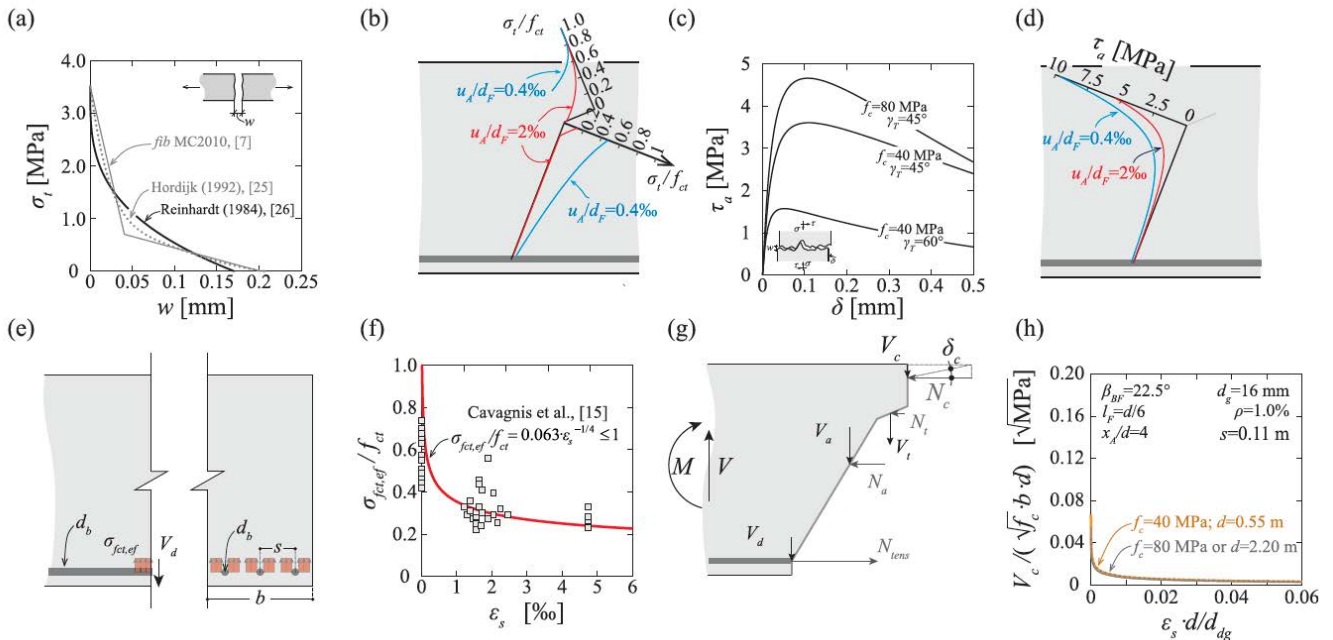 (a)
4.0
3.0
2.0
1.0
0
σt [MPa]
w
fib MC2010, [7]
Hordijk (1992), [25]
Reinhardt (1984), [26]
0
0.05
0.10
0.15
0.20
0.25
w [mm]
(b)
σt/fct
1.0
0.8
0.6
0.4
0.2
0
0.2
0.4
0.6
0.8
1
σt/fct
uA/dF=0.4‰
uA/dF=2‰
uA/dF=0.4‰
(c)
τa [MPa]
7
6
5
4
3
2
1
0
fc=80 MPa
γT=45°
fc=40 MPa
γT=45°
fc=40 MPa
γT=60°
σ
τ
w
δ
τ
σ
0
0.1
0.2
0.3
0.4
0.5
δ [mm]
(d)
τa [MPa]
10
7.5
5
2.5
0
uA/dF=0.4‰
uA/dF=2‰
(e)
db
σfct,ef
Vd
db
s
b
(f)
σfct,ef/fct
1.0
0.8
0.6
0.4
0.2
0
Cavagnis et al., [15]
σfct,ef/fct=0.063·εs-1/4≤1
0
1
2
3
4
5
6
εs [‰]
(g)
Vc
δc
Nc
Nt
Vt
Va
Na
M
V
Vd
Ntens
(h)
Vc/(√fc·b·d) [√MPa]
0.20
0.16
0.12
0.08
0.04
0
βBF=22.5°
dg=16 mm
lF=d/6
ρ=1.0%
xA/d=4
s=0.11 m
fc=40 MPa; d=0.55 m
fc=80 MPa or d=2.20 m
0
0.02
0.04
0.06
εs·d/ddg